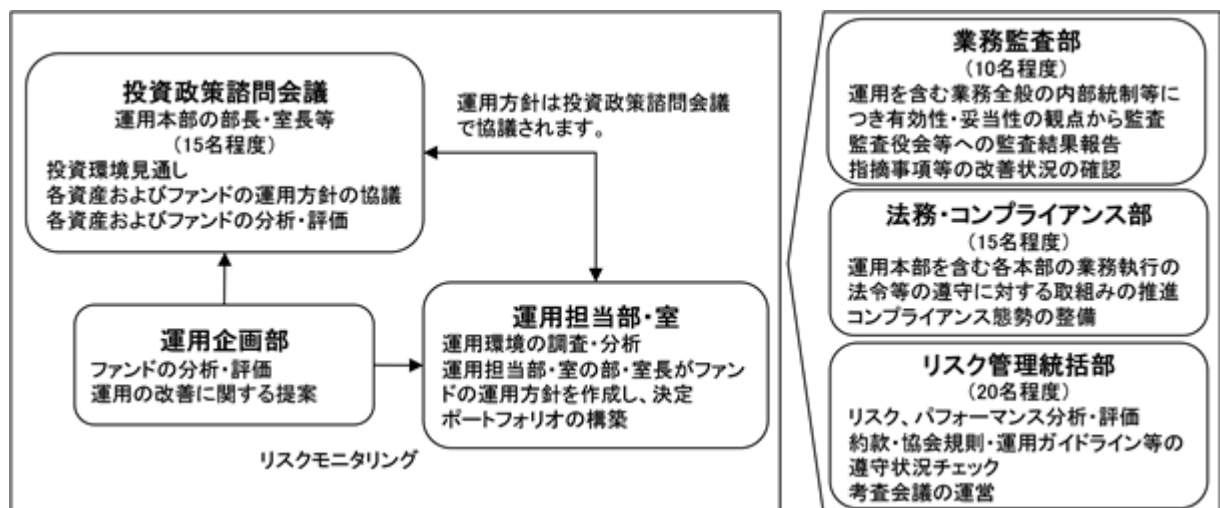 投資政策諮問会議
運用本部の部長・室長等
(15名程度)
投資環境見通し
各資産およびファンドの運用方針の協議
各資産およびファンドの分析・評価
運用方針は投資政策諮問会議
で協議されます。
運用企画部
ファンドの分析・評価
運用の改善に関する提案
運用担当部・室
運用環境の調査・分析
運用担当部・室の部・室長がファン
ドの運用方針を作成し、決定
ポートフォリオの構築
リスクモニタリング
業務監査部
(10名程度)
運用を含む業務全般の内部統制等に
つき有効性・妥当性の観点から監査
監査役会等への監査結果報告
指摘事項等の改善状況の確認
法務・コンプライアンス部
(15名程度)
運用本部を含む各本部の業務執行の
法令等の遵守に対する取組みの推進
コンプライアンス態勢の整備
リスク管理統括部
(20名程度)
リスク、パフォーマンス分析・評価
約款・協会規則・運用ガイドライン等の
遵守状況チェック
考査会議の運営